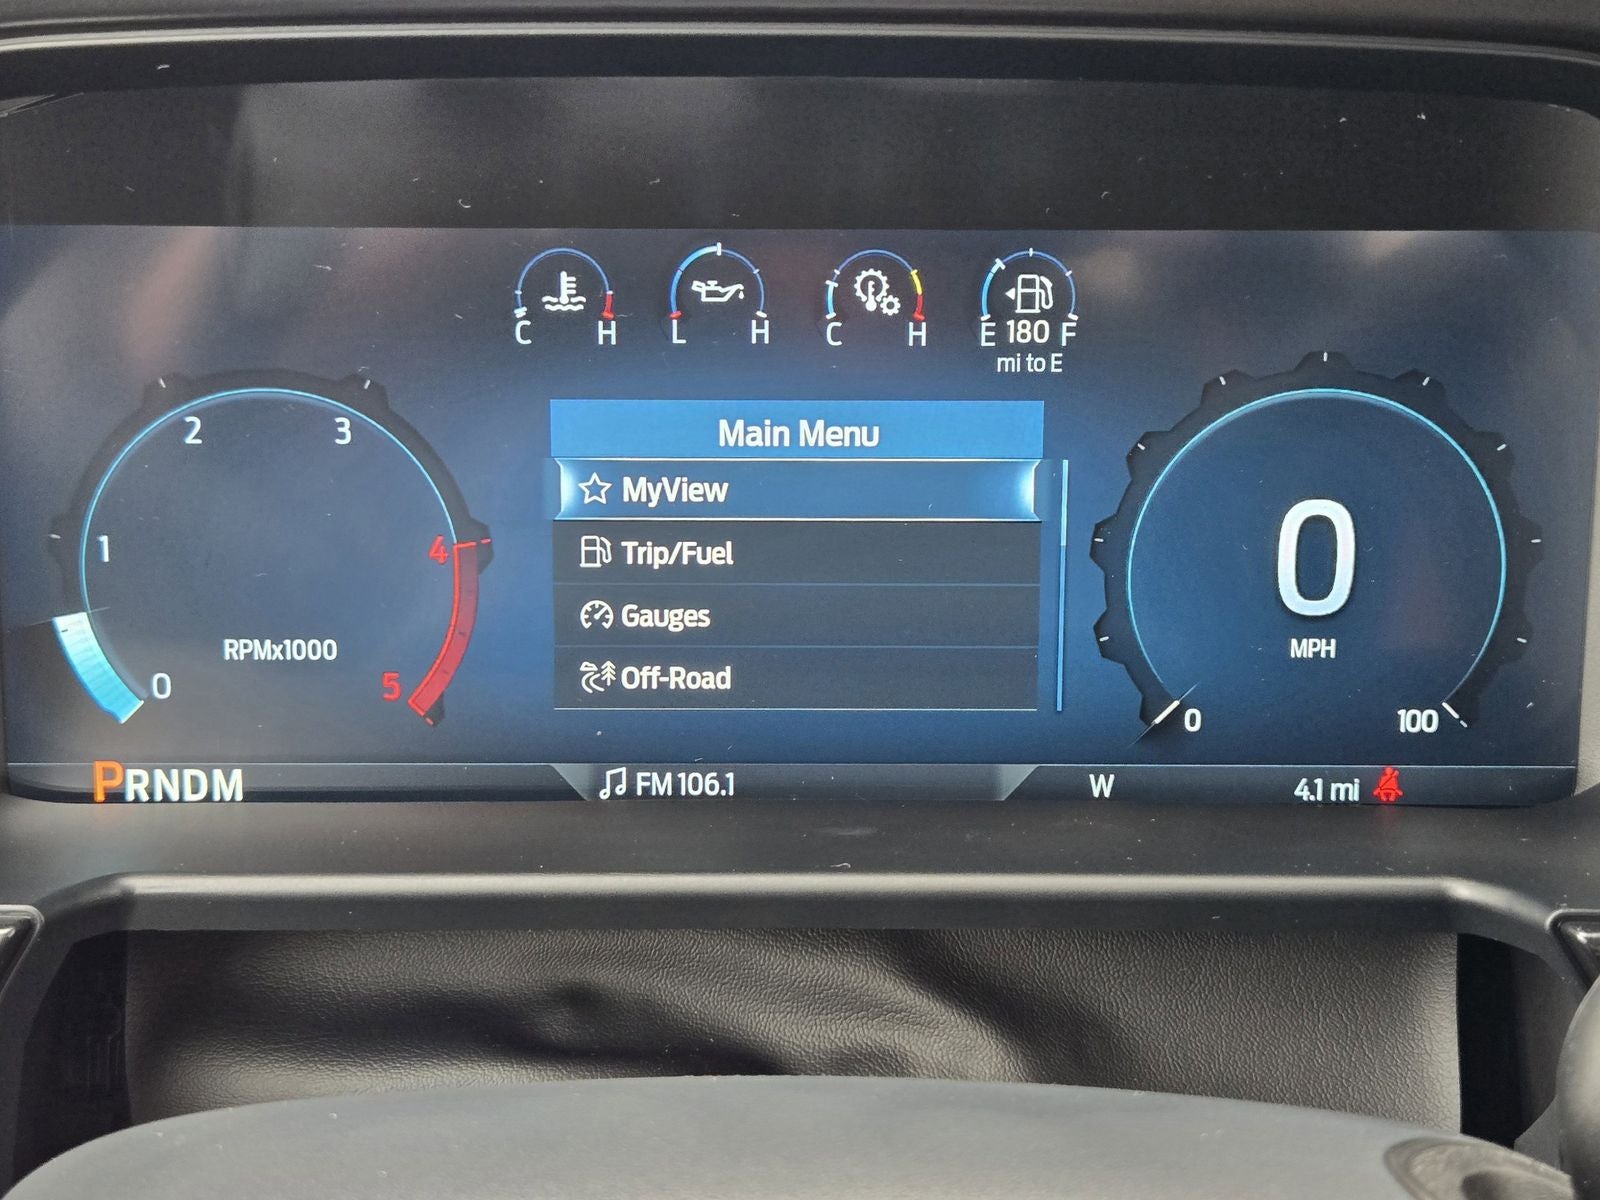 C H
L H
C H
E 180 F
mi to E
Main Menu
MyView
Trip/Fuel
Gauges
Off-Road
0 1 2 3 4 5
RPMx1000
0
MPH
0 100
PRNDM
FM 106.1
W
4.1 mi